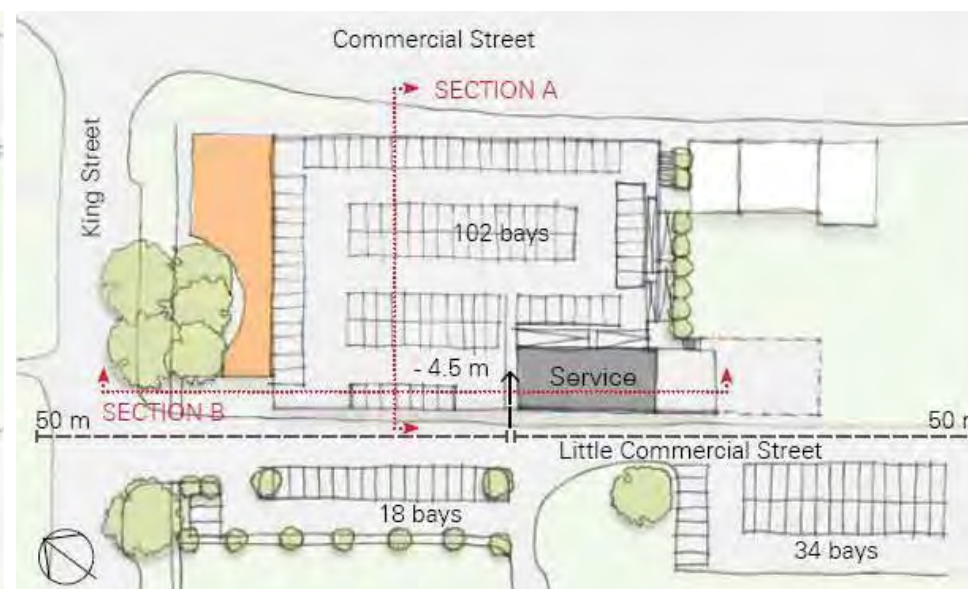 Commercial Street
SECTION A
King Street
102 bays
- 4.5 m
Service
SECTION B
50 m
50 m
Little Commercial Street
18 bays
34 bays